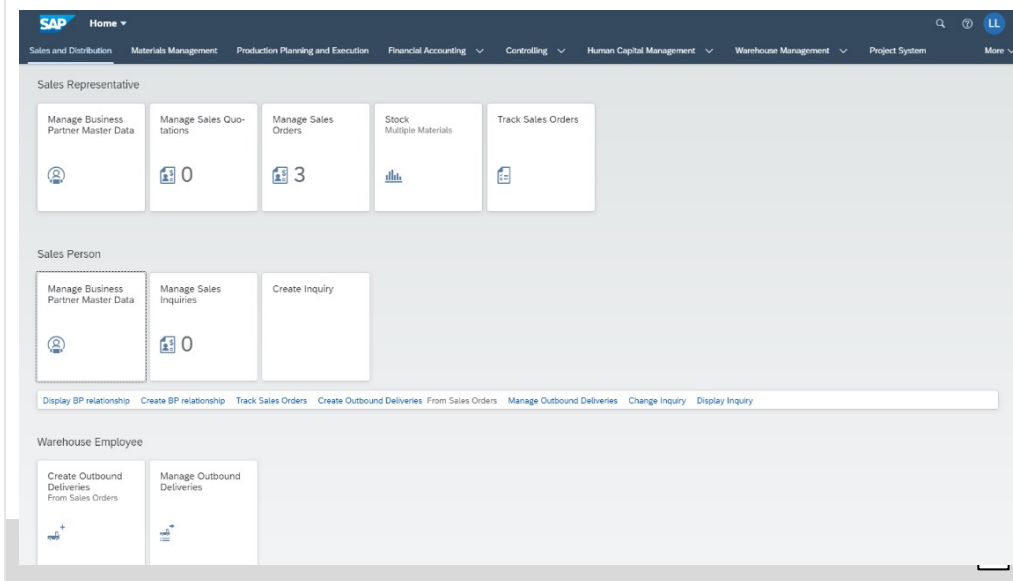 SAP Home
LL
Sales and Distribution Materials Management Production Planning and Execution Financial Accounting Controlling Human Capital Management Warehouse Management Project System More
Sales Representative
Manage Business
Partner Master Data
Manage Sales Quo-
tations
0
Manage Sales
Orders
3
Stock
Multiple Materials
Track Sales Orders
Sales Person
Manage Business
Partner Master Data
Manage Sales
Inquiries
0
Create Inquiry
Display BP relationship Create BP relationship Track Sales Orders Create Outbound Deliveries From Sales Orders Manage Outbound Deliveries Change Inquiry Display Inquiry
Warehouse Employee
Create Outbound
Deliveries
From Sales Orders
Manage Outbound
Deliveries